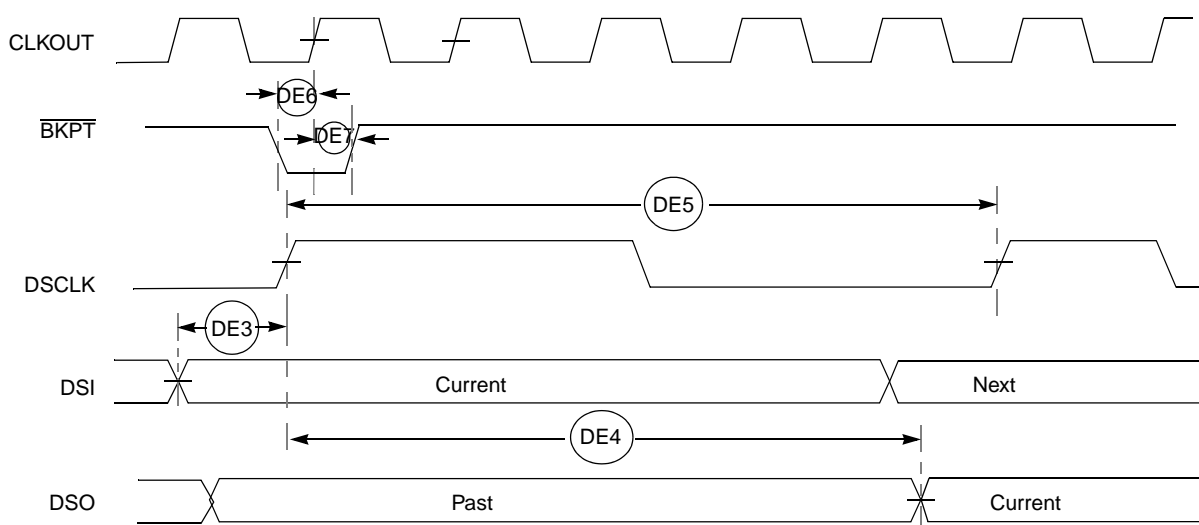 CLKOUT
DE6
BKPT
DE7
DE5
DSCLK
DE3
DSI
Current
Next
DE4
DSO
Past
Current